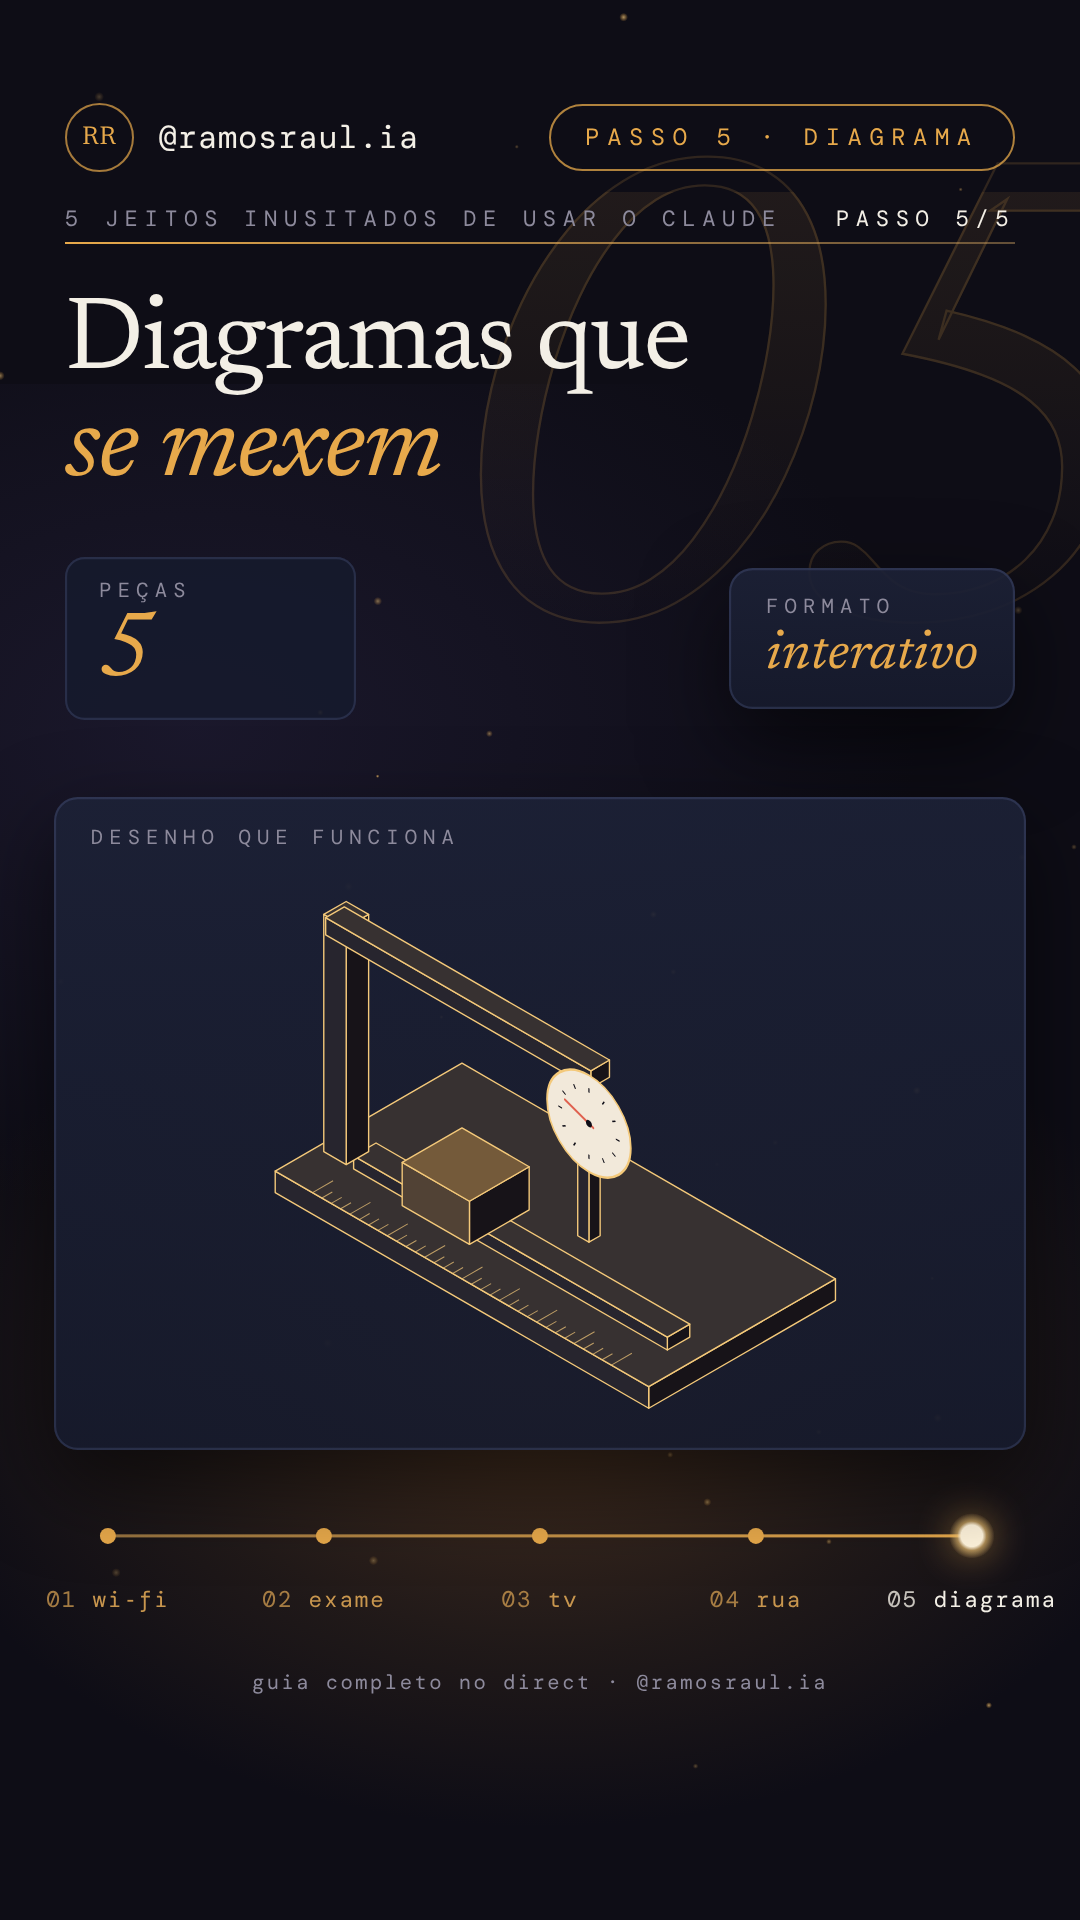 RR @ramosraul.ia
PASSO 5 · DIAGRAMA
5 JEITOS INUSITADOS DE USAR O CLAUDE
PASSO 5/5
05
Diagramas que
se mexem
PEÇAS
5
FORMATO
interativo
DESENHO QUE FUNCIONA
01 wi-fi
02 exame
03 tv
04 rua
05 diagrama
guia completo no direct · @ramosraul.ia